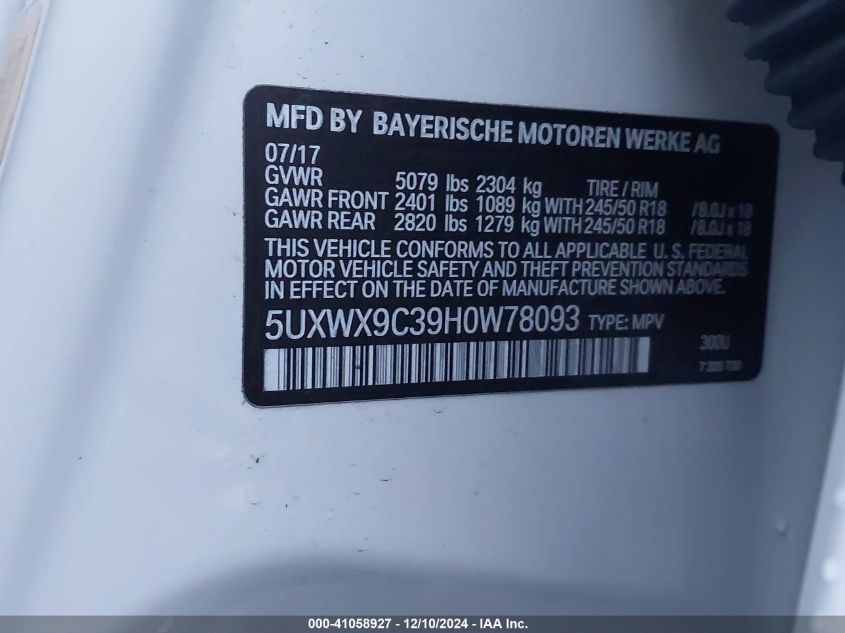 MFD BY BAYERISCHE MOTOREN WERKE AG
07/17
GVWR 5079 lbs 2304 kg TIRE / RIM
GAWR FRONT 2401 lbs 1089 kg WITH 245/50 R18 /8.0J x 18
GAWR REAR 2820 lbs 1279 kg WITH 245/50 R18 /8.0J x 18
THIS VEHICLE CONFORMS TO ALL APPLICABLE U. S. FEDERAL
MOTOR VEHICLE SAFETY AND THEFT PREVENTION STANDARDS
IN EFFECT ON THE DATE OF MANUFACTURE
5UXWX9C39H0W78093 TYPE: MPV
300U
000-41058927 - 12/10/2024 - IAA Inc.